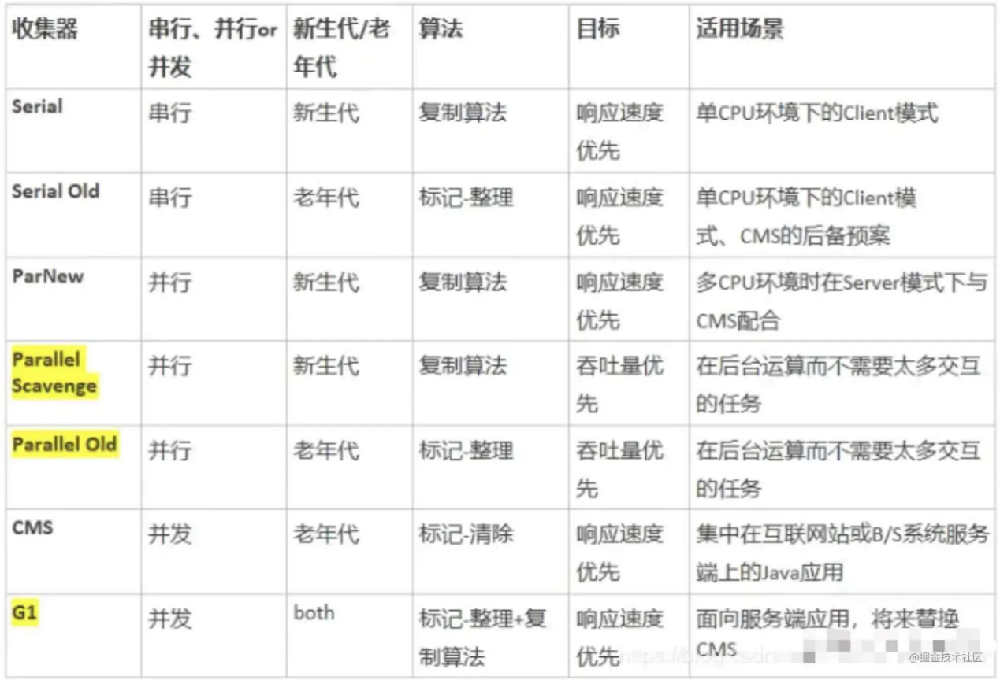 收集器
串行、并行or
并发
新生代/老
年代
算法
目标
适用场景
Serial
串行
新生代
复制算法
响应速度
优先
单CPU环境下的Client模式
Serial Old
串行
老年代
标记-整理
响应速度
优先
单CPU环境下的Client模
式、CMS的后备预案
ParNew
并行
新生代
复制算法
响应速度
优先
多CPU环境时在Server模式下与
CMS配合
Parallel
Scavenge
并行
新生代
复制算法
吞吐量优
先
在后台运算而不需要太多交互
的任务
Parallel Old
并行
老年代
标记-整理
吞吐量优
先
在后台运算而不需要太多交互
的任务
CMS
并发
老年代
标记-清除
响应速度
优先
集中在互联网站或B/S系统服务
端上的Java应用
G1
并发
both
标记-整理+复
制算法
响应速度
优先
面向服务端应用，将来替换
CMS
@掘金技术社区